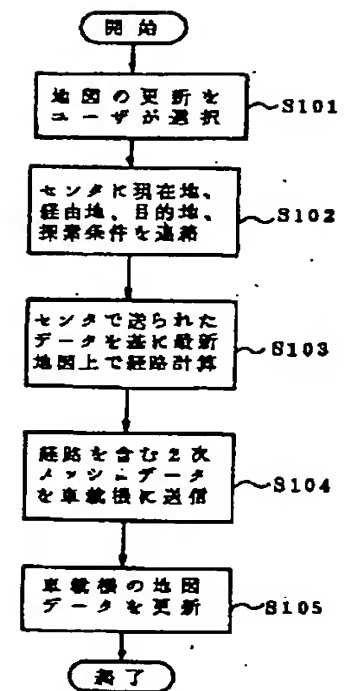 開始
地図の更新を
ユーザが選択
S101
センタに現在地、
経由地、目的地、
探索条件を連絡
S102
センタで送られた
データを基に最新
地図上で経路計算
S103
経路を含む2次
メッシュデータ
を車載機に送信
S104
車載機の地図
データを更新
S105
終了